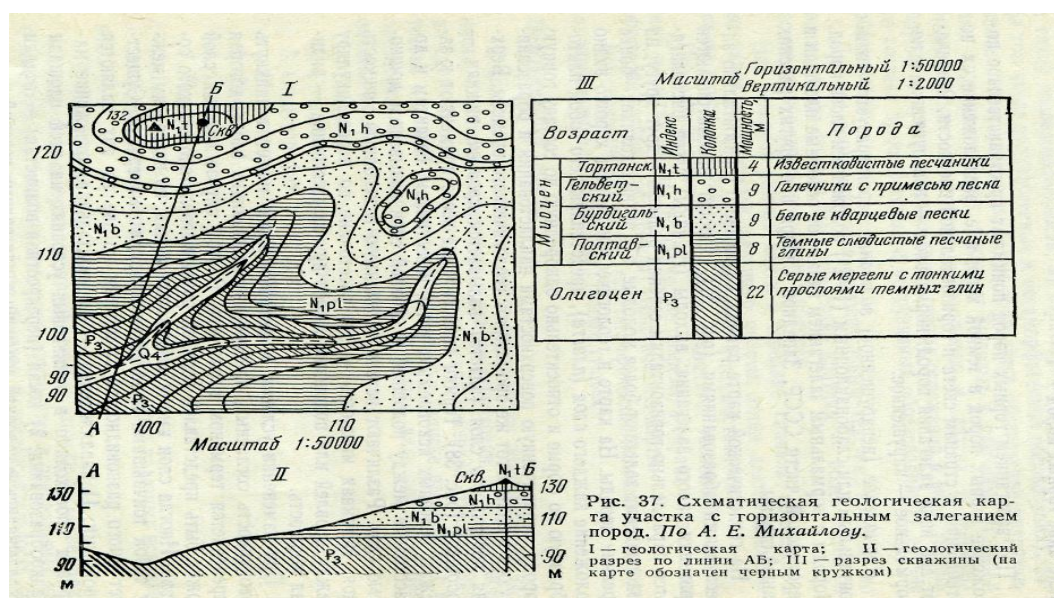 Б I
132
N₁t
Скв.
N₁h
120
N₁h
N₁b
110
N₁pl
100
P₃
Q₄
N₁b
90
90
P₃
А 100 110
Масштаб 1:50000
III Масштаб Горизонтальный 1:50000
Вертикальный 1:2000
Возраст Индекс Колонка Мощность, м Порода
Миоцен
Тортонск. N₁t 4 Известковистые песчаники
Гельвет-
ский N₁h 9 Галечники с примесью песка
Бурдигаль-
ский N₁b 9 Белые кварцевые пески
Полтав-
ский N₁pl 8 Темные слюдистые песчаные
глины
Олигоцен P₃ 22 Серые мергели с тонкими
прослоями темных глин
А II Скв. N₁t Б
130 130
N₁h
110 N₁b 110
N₁pl
90 P₃ 90
м м
Рис. 37. Схематическая геологическая кар-
та участка с горизонтальным залеганием
пород. По А. Е. Михайлову.
I — геологическая карта; II — геологический
разрез по линии АБ; III — разрез скважины (на
карте обозначен черным кружком)